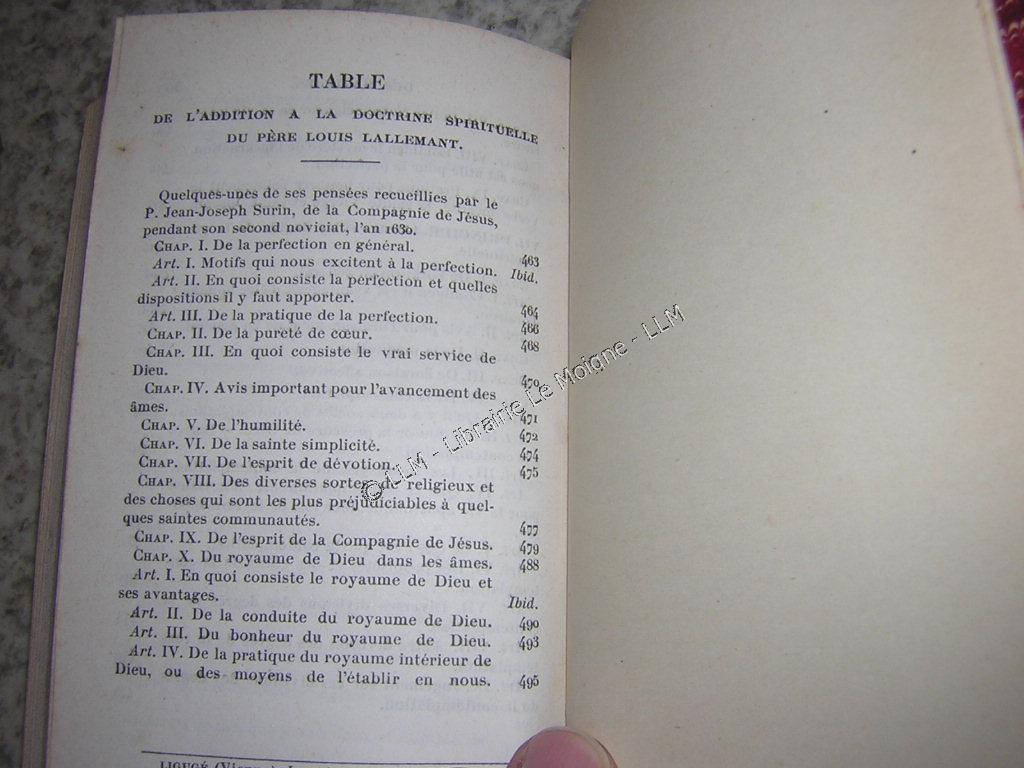 TABLE
DE L'ADDITION A LA DOCTRINE SPIRITUELLE
DU PÈRE LOUIS LALLEMANT.
Quelques-unes de ses pensées recueillies par le
P. Jean-Joseph Surin, de la Compagnie de Jésus,
pendant son second noviciat, l'an 1630.
CHAP. I. De la perfection en général. 463
Art. I. Motifs qui nous excitent à la perfection. Ibid.
Art. II. En quoi consiste la perfection et quelles
dispositions il y faut apporter. 464
Art. III. De la pratique de la perfection. 466
CHAP. II. De la pureté de cœur. 468
CHAP. III. En quoi consiste le vrai service de
Dieu. 470
CHAP. IV. Avis important pour l'avancement des
âmes. 471
CHAP. V. De l'humilité. 472
CHAP. VI. De la sainte simplicité. 474
CHAP. VII. De l'esprit de dévotion. 475
CHAP. VIII. Des diverses sortes de religieux et
des choses qui sont les plus préjudiciables à quel-
ques saintes communautés. 477
CHAP. IX. De l'esprit de la Compagnie de Jésus. 479
CHAP. X. Du royaume de Dieu dans les âmes. 488
Art. I. En quoi consiste le royaume de Dieu et
ses avantages. Ibid.
Art. II. De la conduite du royaume de Dieu. 490
Art. III. Du bonheur du royaume de Dieu. 493
Art. IV. De la pratique du royaume intérieur de
Dieu, ou des moyens de l'établir en nous. 495
LIGUGÉ
© LLM - Librairie Le Moigne - LLM